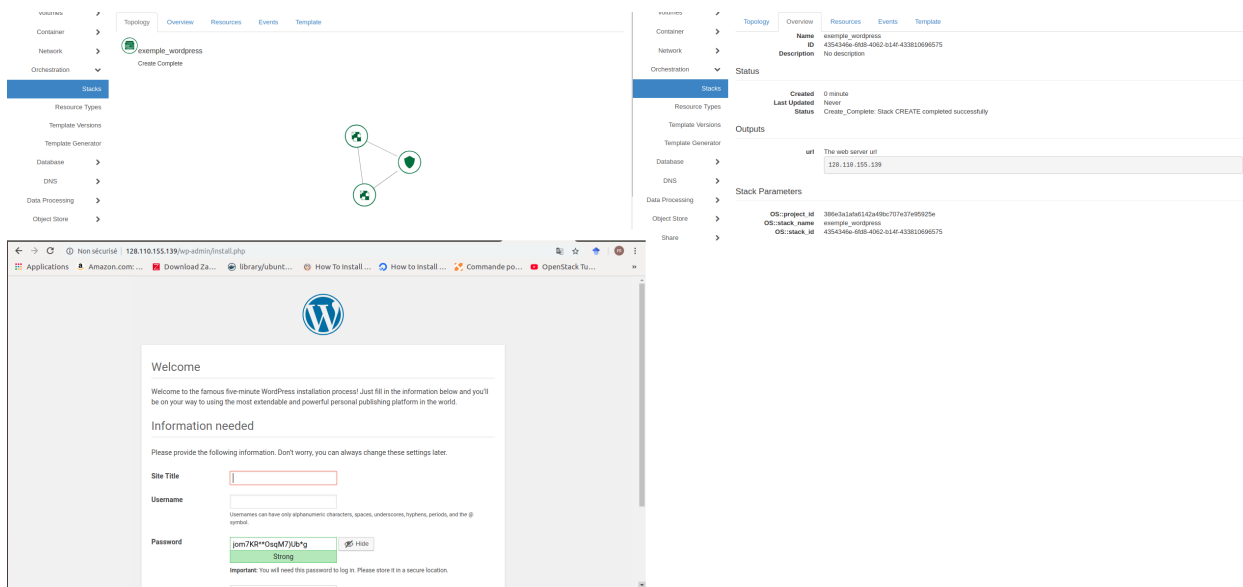 Volumes
Container
Network
Orchestration
Stacks
Resource Types
Template Versions
Template Generator
Database
DNS
Data Processing
Object Store
Topology Overview Resources Events Template
exemple_wordpress
Create Complete
Volumes
Container
Network
Orchestration
Stacks
Resource Types
Template Versions
Template Generator
Database
DNS
Data Processing
Object Store
Share
Topology Overview Resources Events Template
Name exemple_wordpress
ID 4354346e-6fd8-4062-b14f-433810696575
Description No description
Status
Created 0 minute
Last Updated Never
Status Create_Complete: Stack CREATE completed successfully
Outputs
url The web server url
128.110.155.139
Stack Parameters
OS::project_id 386e3a1afa6142a49bc707e37e95925e
OS::stack_name exemple_wordpress
OS::stack_id 4354346e-6fd8-4062-b14f-433810696575
Non sécurisé | 128.110.155.139/wp-admin/install.php
Applications Amazon.com: ... Download Za... library/ubunt... How To Install ... How to Install ... Commande po... OpenStack Tu... »
Welcome
Welcome to the famous five-minute WordPress installation process! Just fill in the information below and you'll
be on your way to using the most extendable and powerful personal publishing platform in the world.
Information needed
Please provide the following information. Don't worry, you can always change these settings later.
Site Title
Username
Usernames can have only alphanumeric characters, spaces, underscores, hyphens, periods, and the @
symbol.
Password jom7KR**OsqM7)Ub*g Hide
Strong
Important: You will need this password to log in. Please store it in a secure location.